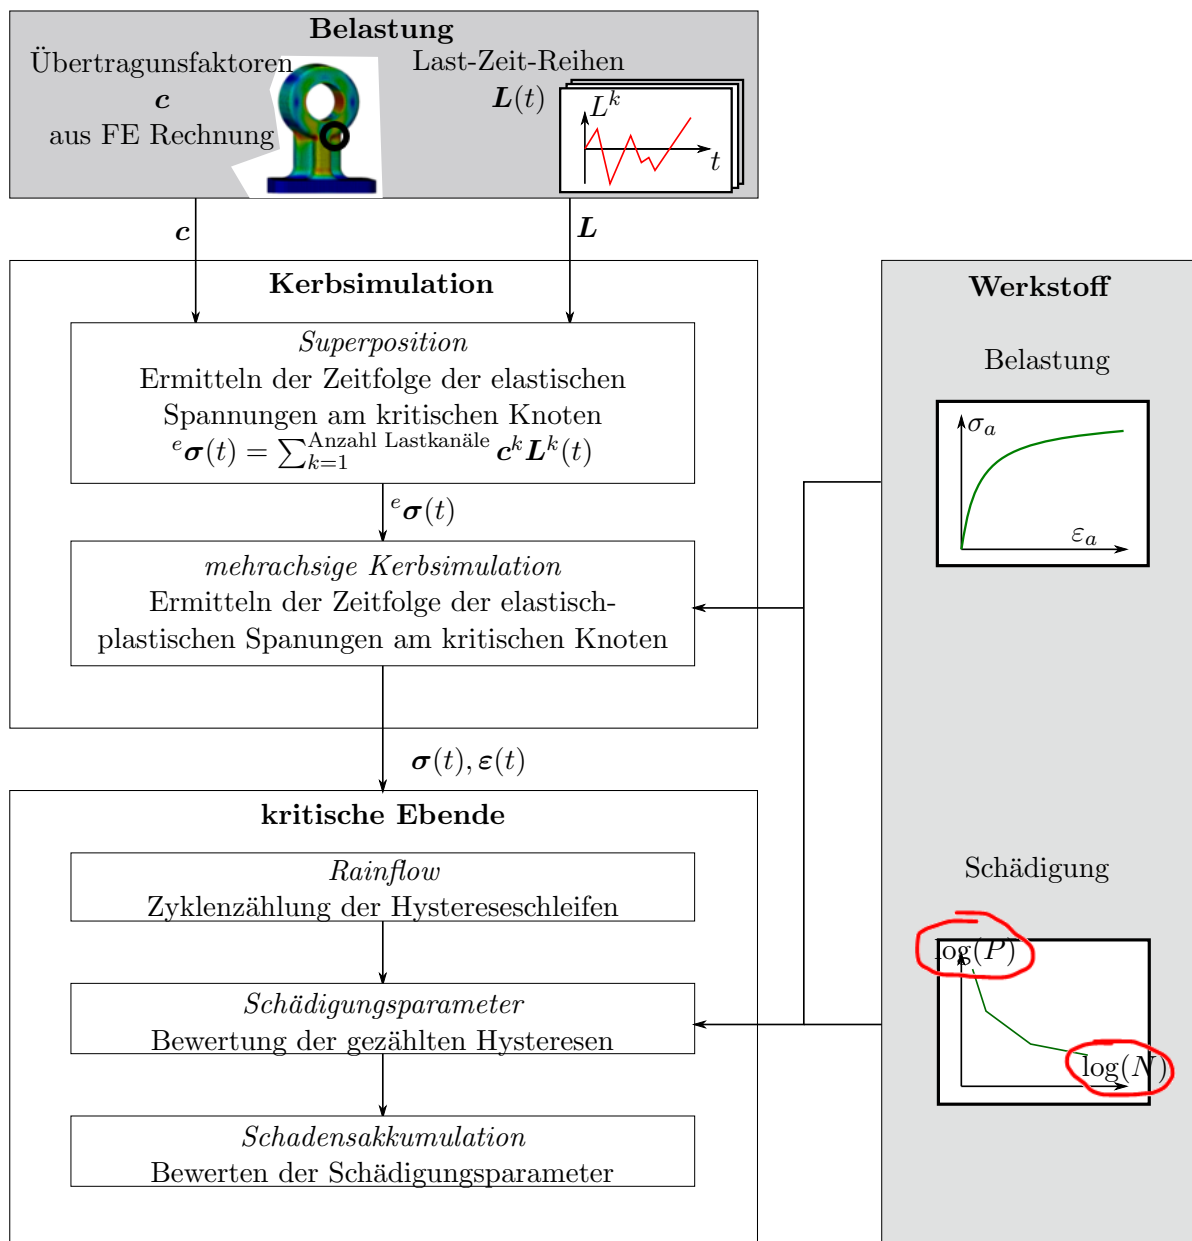 Belastung
Übertragunsfaktoren
c
aus FE Rechnung
Last-Zeit-Reihen
L(t)
L^k
t
c
L
Kerbsimulation
Superposition
Ermitteln der Zeitfolge der elastischen
Spannungen am kritischen Knoten
^eσ(t) = ∑_{k=1}^{Anzahl Lastkanäle} c^k L^k(t)
^eσ(t)
mehrachsige Kerbsimulation
Ermitteln der Zeitfolge der elastisch-
plastischen Spanungen am kritischen Knoten
σ(t), ε(t)
kritische Ebende
Rainflow
Zyklenzählung der Hystereseschleifen
Schädigungsparameter
Bewertung der gezählten Hysteresen
Schadensakkumulation
Bewerten der Schädigungsparameter
Werkstoff
Belastung
σ_a
ε_a
Schädigung
log(P)
log(N)